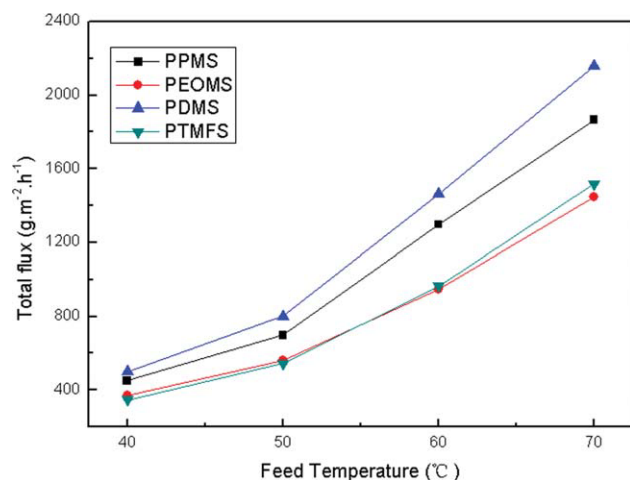 2400
2000
1600
1200
800
400
Total flux (g.m⁻².h⁻¹)
PPMS
PEOMS
PDMS
PTMFS
40 50 60 70
Feed Temperature (℃)